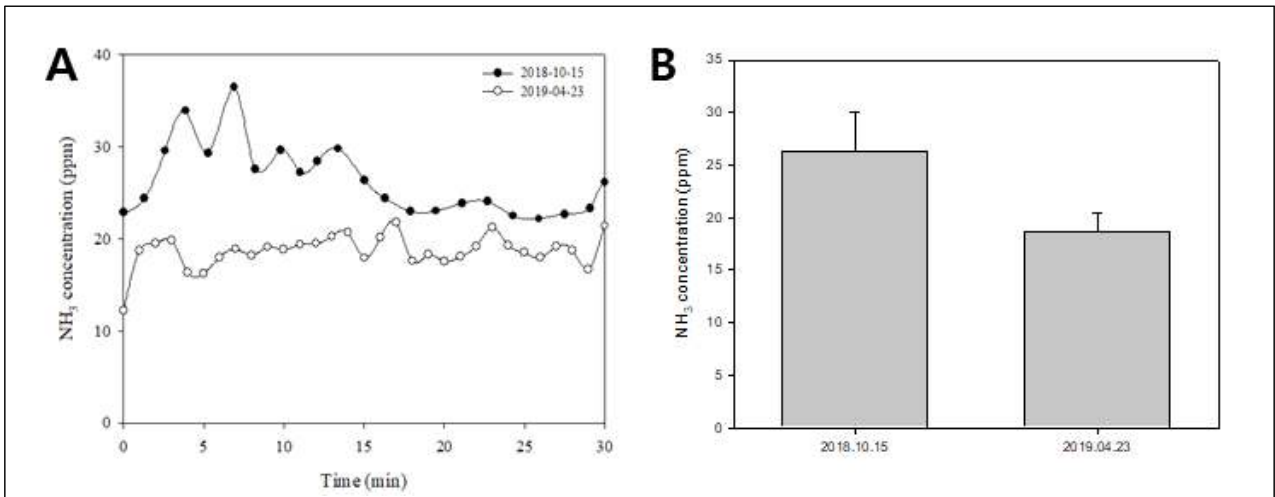 A
40
30
20
10
0
NH₃ concentration (ppm)
2018-10-15
2019-04-23
0 5 10 15 20 25 30
Time (min)
B
35
30
25
20
15
10
5
0
NH₃ concentration (ppm)
2018.10.15 2019.04.23